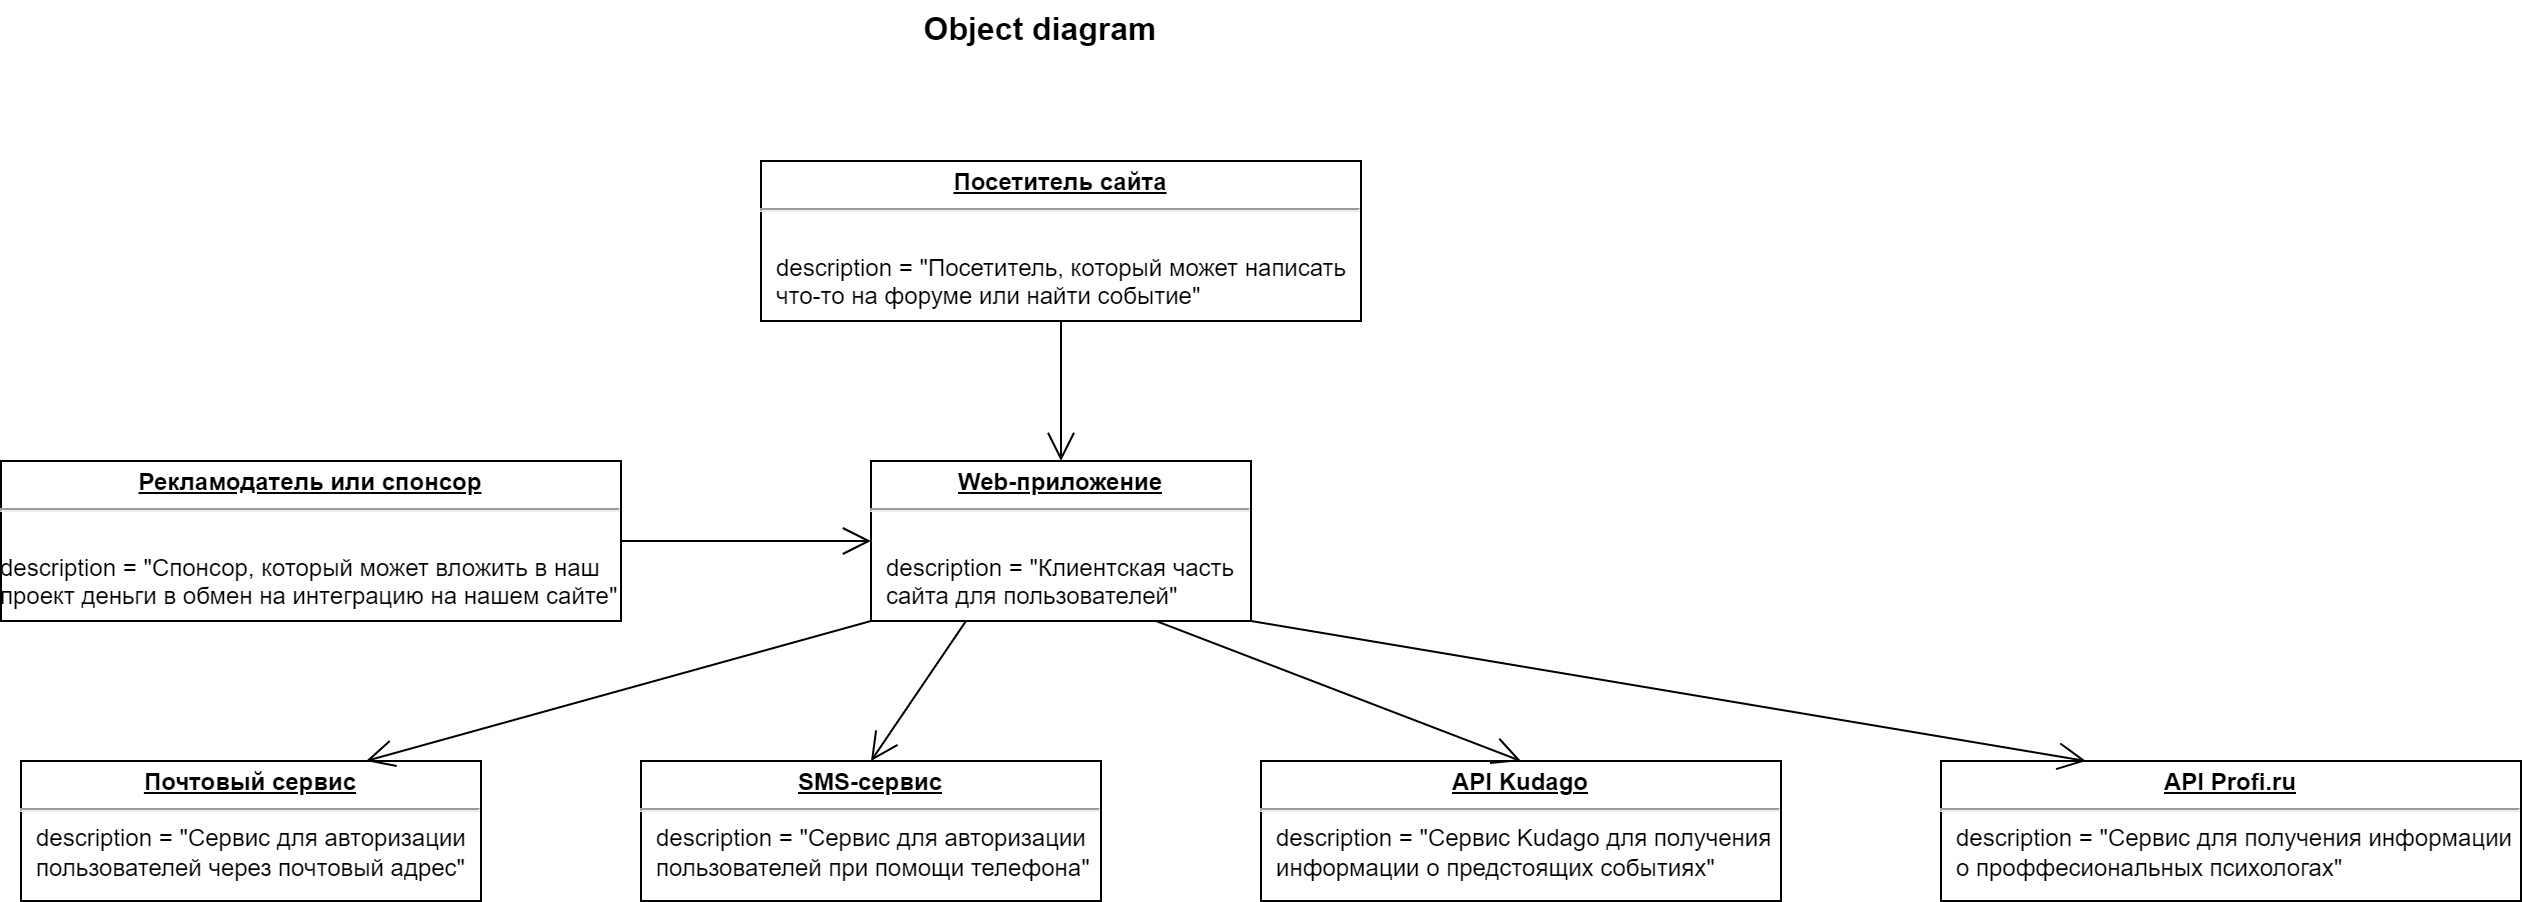 Object diagram
Посетитель сайта
description = "Посетитель, который может написать
что-то на форуме или найти событие"
Рекламодатель или спонсор
description = "Спонсор, который может вложить в наш
проект деньги в обмен на интеграцию на нашем сайте"
Web-приложение
description = "Клиентская часть
сайта для пользователей"
Почтовый сервис
description = "Сервис для авторизации
пользователей через почтовый адрес"
SMS-сервис
description = "Сервис для авторизации
пользователей при помощи телефона"
API Kudago
description = "Сервис Kudago для получения
информации о предстоящих событиях"
API Profi.ru
description = "Сервис для получения информации
о проффесиональных психологах"